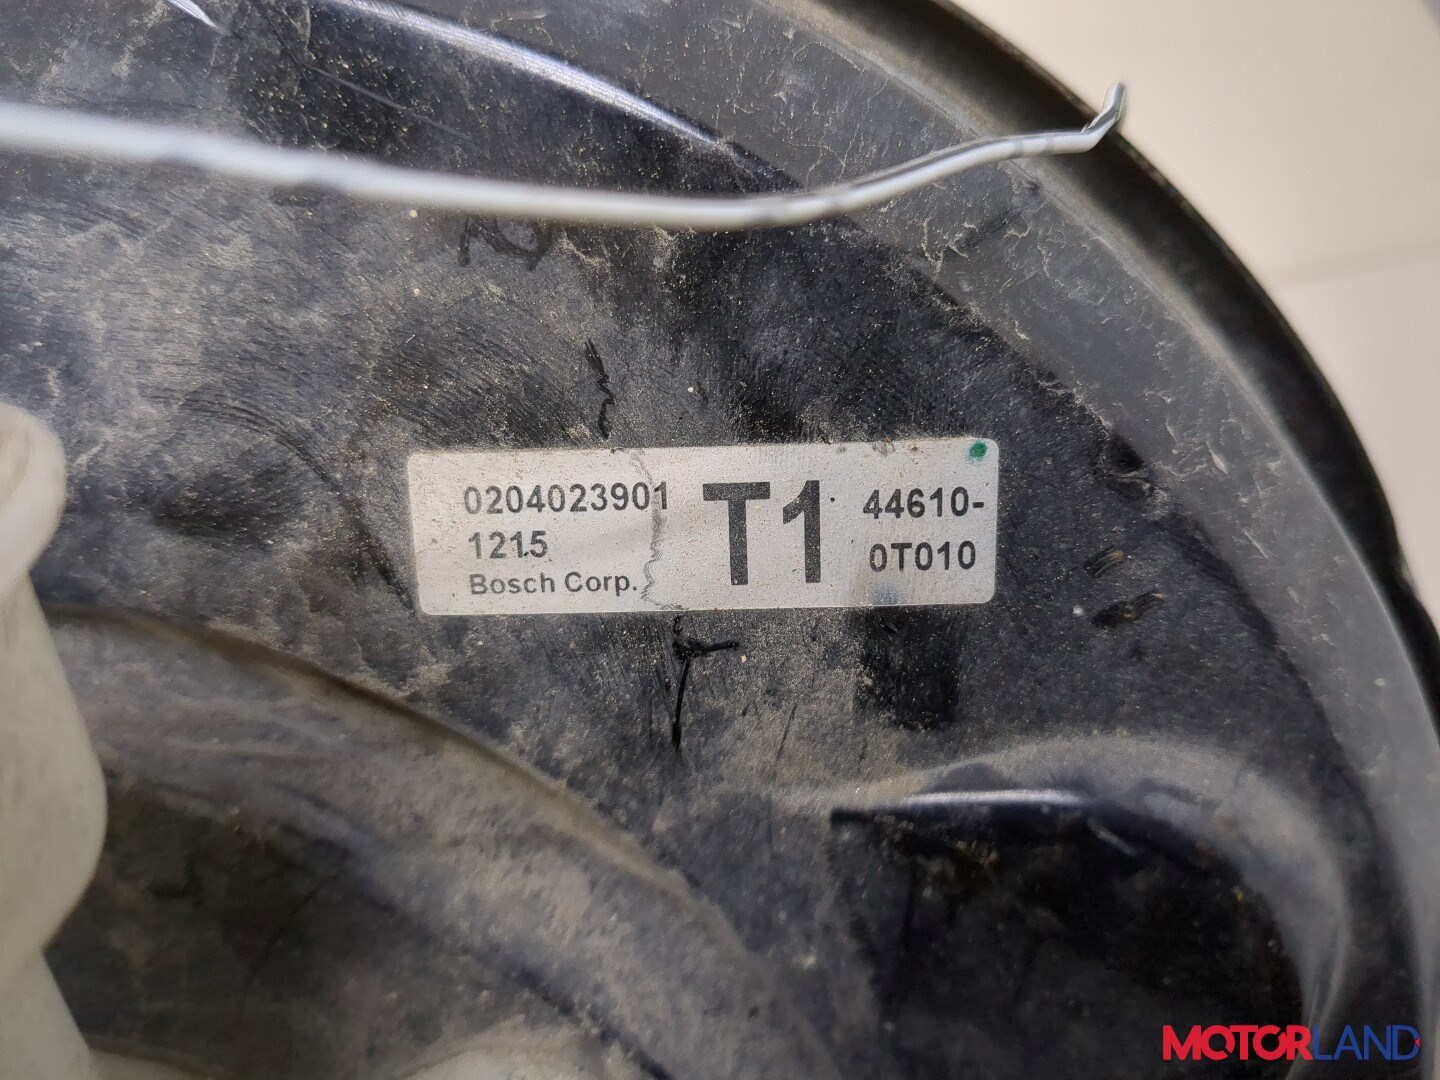 0204023901
1215
Bosch Corp.
T1
44610-
0T010
MOTORLAND